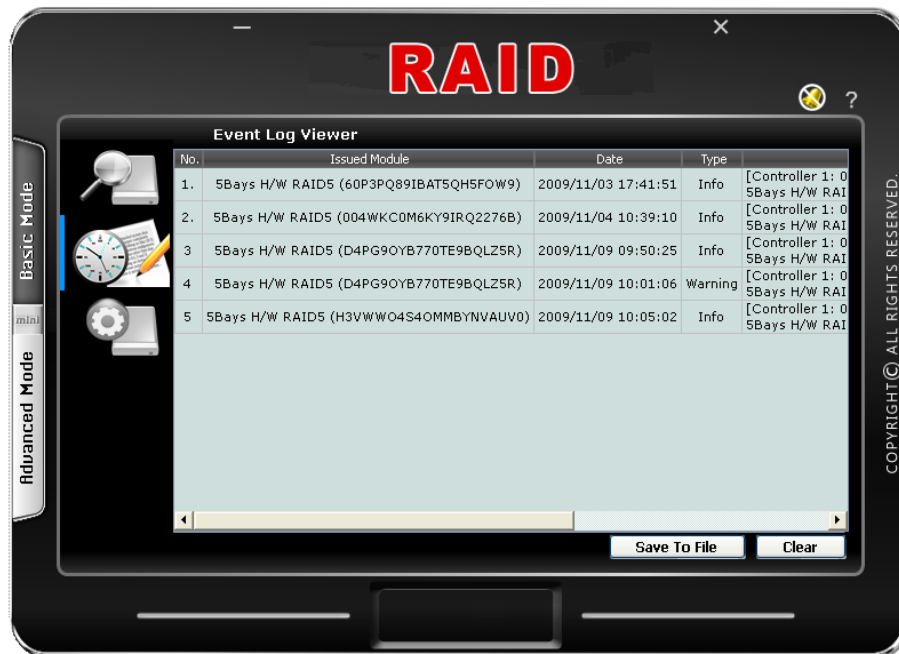 RAID
?
Event Log Viewer
No. Issued Module Date Type
1. 5Bays H/W RAID5 (60P3PQ89IBAT5QH5FOW9) 2009/11/03 17:41:51 Info [Controller 1: 0
5Bays H/W RAI
2. 5Bays H/W RAID5 (004WKC0M6KY9IRQ2276B) 2009/11/04 10:39:10 Info [Controller 1: 0
5Bays H/W RAI
3 5Bays H/W RAID5 (D4PG9OYB770TE9BQLZ5R) 2009/11/09 09:50:25 Info [Controller 1: 0
5Bays H/W RAI
4 5Bays H/W RAID5 (D4PG9OYB770TE9BQLZ5R) 2009/11/09 10:01:06 Warning [Controller 1: 0
5Bays H/W RAI
5 5Bays H/W RAID5 (H3VWWO4S4OMMBYNVAUV0) 2009/11/09 10:05:02 Info [Controller 1: 0
5Bays H/W RAI
Save To File Clear
Basic Mode
mini
Advanced Mode
COPYRIGHT© ALL RIGHTS RESERVED.